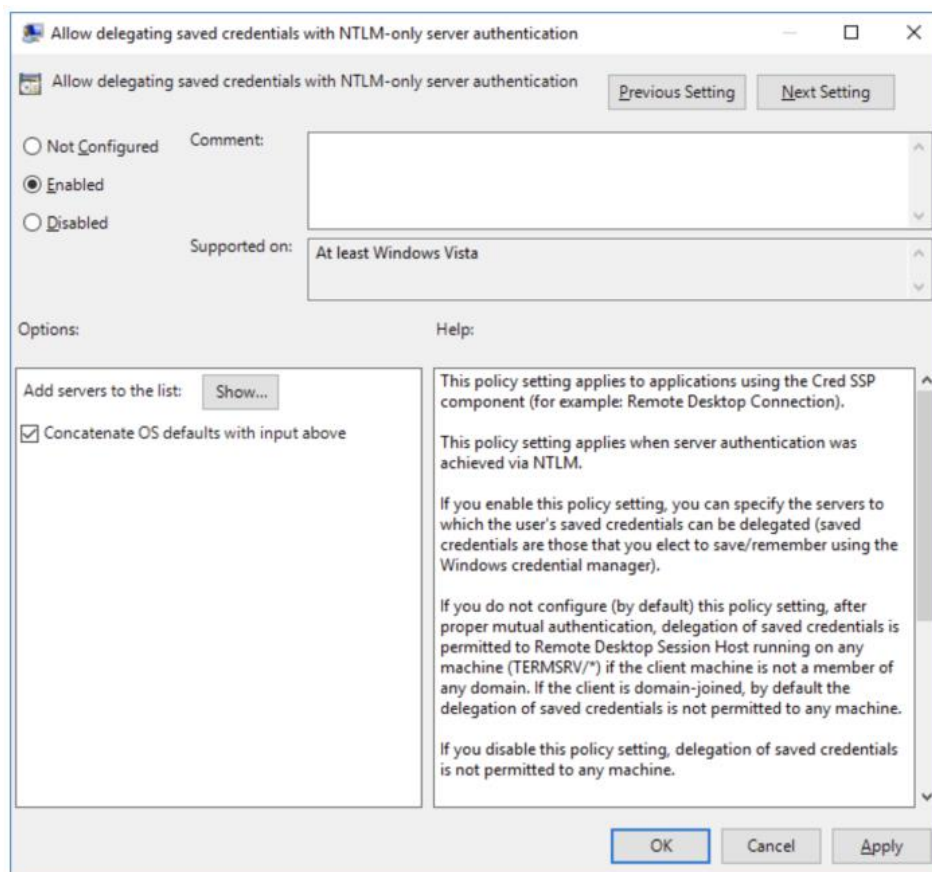 Allow delegating saved credentials with NTLM-only server authentication
Allow delegating saved credentials with NTLM-only server authentication
Previous Setting
Next Setting
Not Configured
Comment:
Enabled
Disabled
Supported on:
At least Windows Vista
Options:
Help:
Add servers to the list:
Show...
Concatenate OS defaults with input above
This policy setting applies to applications using the Cred SSP
component (for example: Remote Desktop Connection).
This policy setting applies when server authentication was
achieved via NTLM.
If you enable this policy setting, you can specify the servers to
which the user's saved credentials can be delegated (saved
credentials are those that you elect to save/remember using the
Windows credential manager).
If you do not configure (by default) this policy setting, after
proper mutual authentication, delegation of saved credentials is
permitted to Remote Desktop Session Host running on any
machine (TERMSRV/*) if the client machine is not a member of
any domain. If the client is domain-joined, by default the
delegation of saved credentials is not permitted to any machine.
If you disable this policy setting, delegation of saved credentials
is not permitted to any machine.
OK
Cancel
Apply